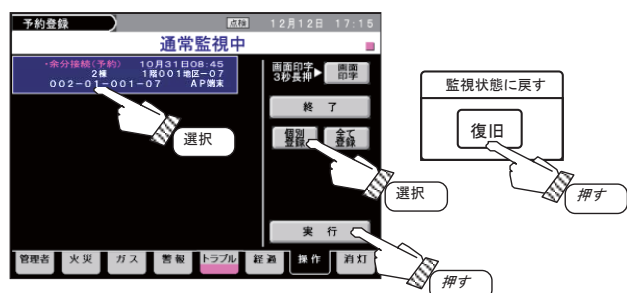 予約登録
点検
12月12日 17:15
通常監視中
・余分接続(予約) 10月31日08:45
2種 1階001地区-07
002-01-001-07 AP端末
画面印字
3秒長押▶
画面
印字
終 了
個別
登録
全て
登録
選択
選択
実 行
押す
管理者 火災 ガス 警報 トラブル 経過 操作 消灯
監視状態に戻す
復旧
押す